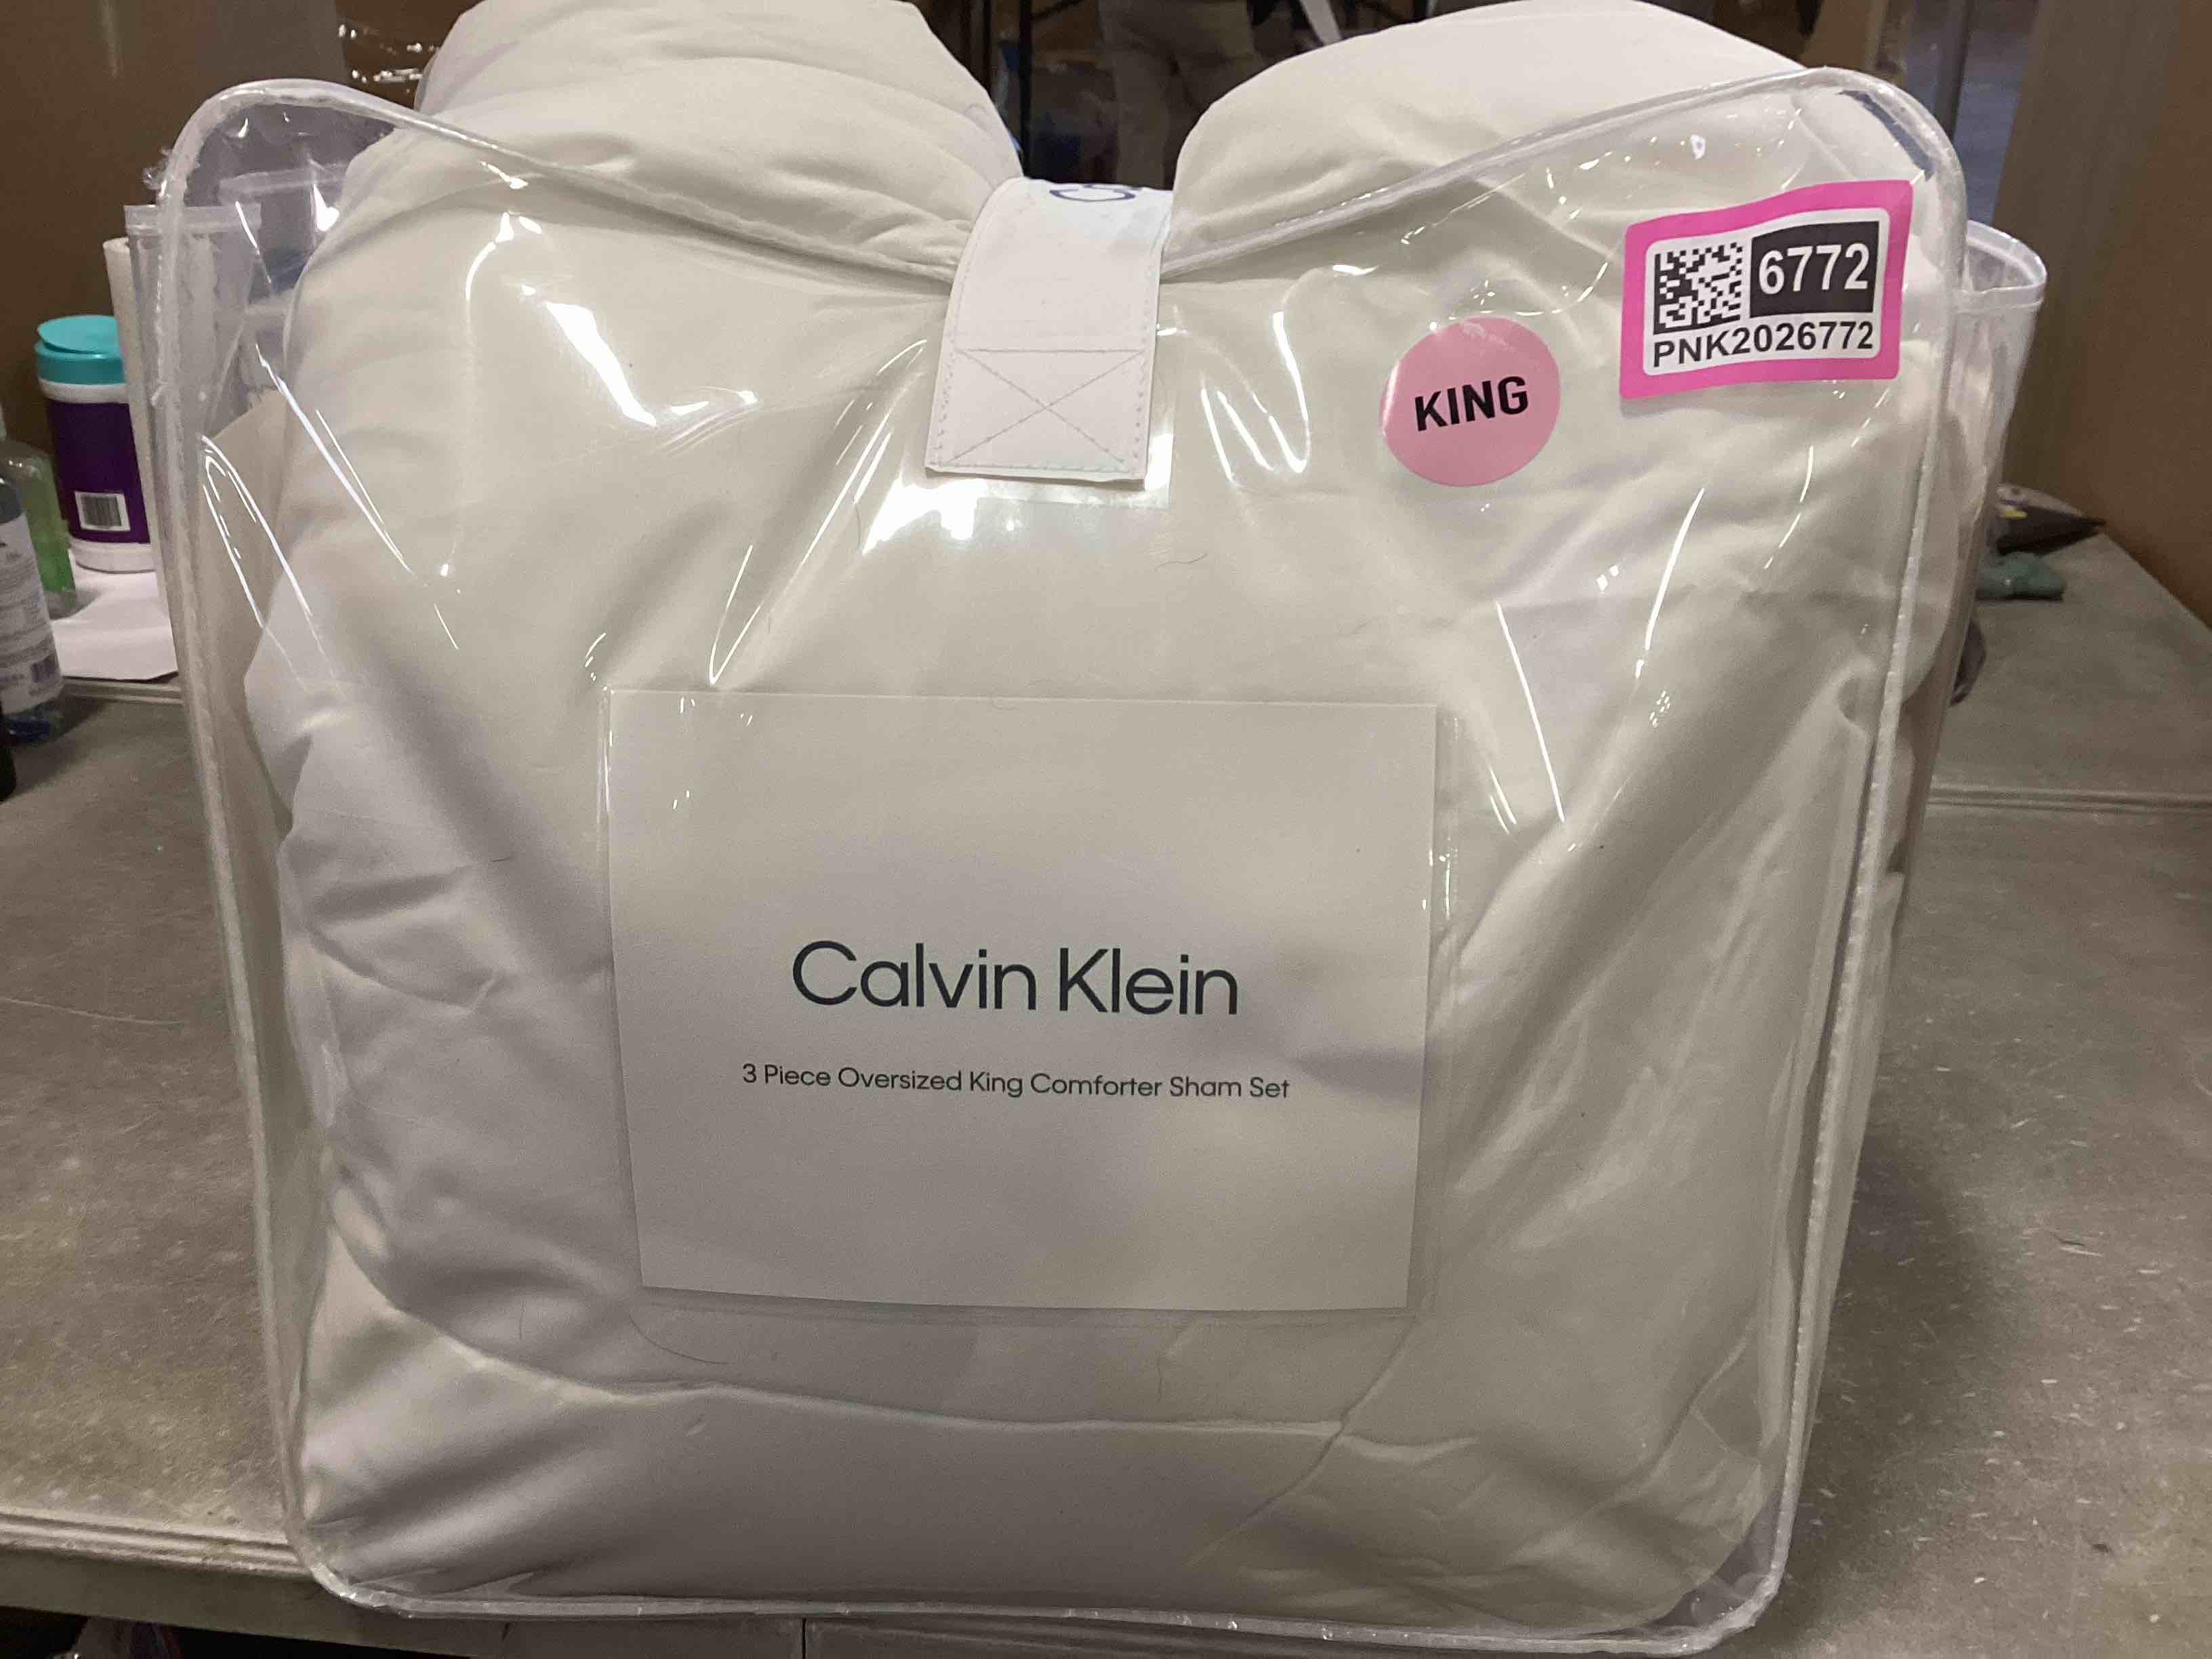 6772
PNK2026772
KING
Calvin Klein
3 Piece Oversized King Comforter Sham Set